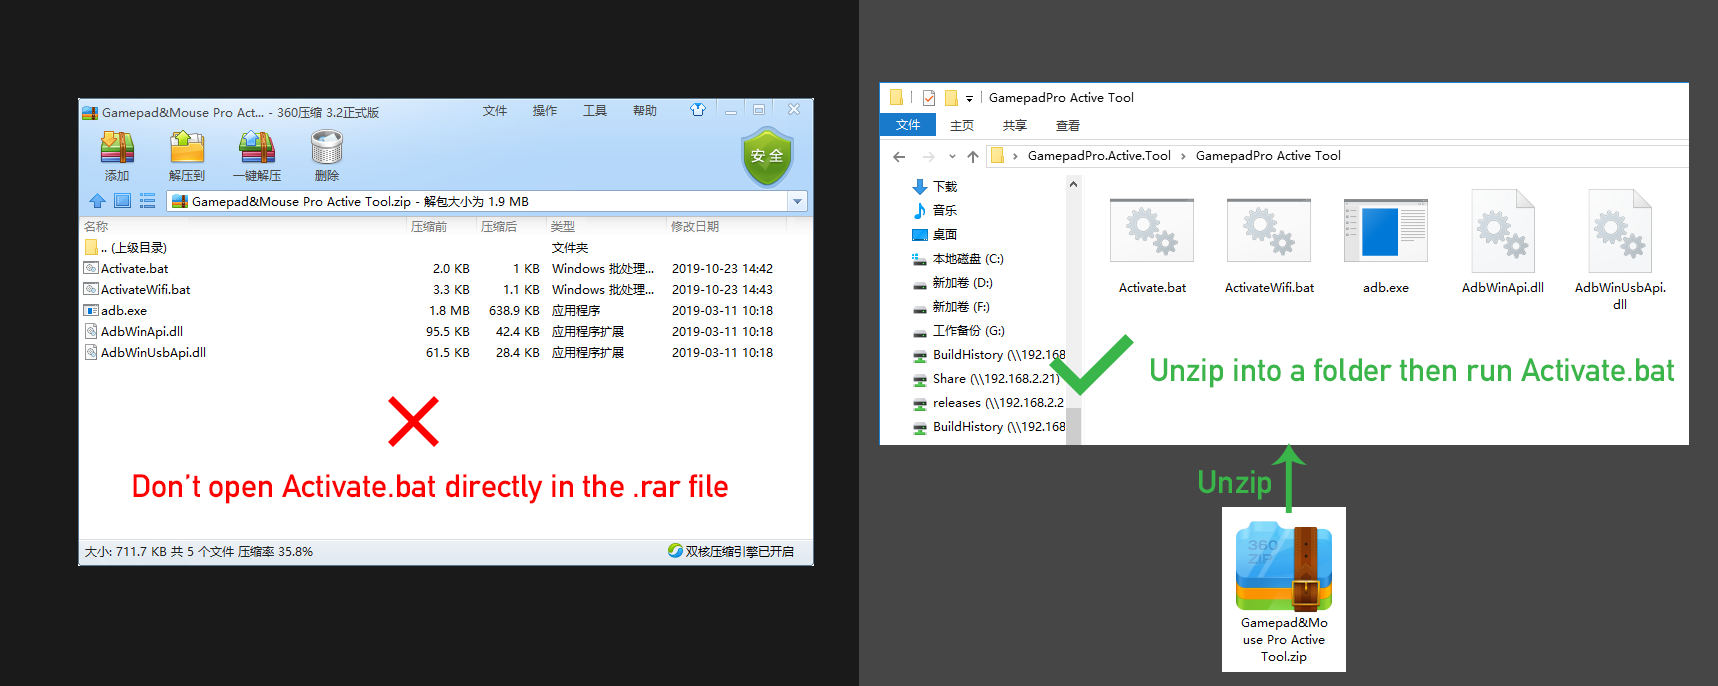 Gamepad&Mouse Pro Act... - 360压缩 3.2正式版
文件 操作 工具 帮助
添加 解压到 一键解压 删除
安全
Gamepad&Mouse Pro Active Tool.zip - 解包大小为 1.9 MB
名称 压缩前 压缩后 类型 修改日期
.. (上级目录) 文件夹
Activate.bat 2.0 KB 1 KB Windows 批处理... 2019-10-23 14:42
ActivateWifi.bat 3.3 KB 1.1 KB Windows 批处理... 2019-10-23 14:43
adb.exe 1.8 MB 638.9 KB 应用程序 2019-03-11 10:18
AdbWinApi.dll 95.5 KB 42.4 KB 应用程序扩展 2019-03-11 10:18
AdbWinUsbApi.dll 61.5 KB 28.4 KB 应用程序扩展 2019-03-11 10:18
Don't open Activate.bat directly in the .rar file
大小: 711.7 KB 共 5 个文件 压缩率 35.8% 双核压缩引擎已开启
GamepadPro Active Tool
文件 主页 共享 查看
GamepadPro.Active.Tool › GamepadPro Active Tool
下载
音乐
桌面
本地磁盘 (C:)
新加卷 (D:)
新加卷 (F:)
工作备份 (G:)
BuildHistory (\\192.168
Share (\\192.168.2.21)
releases (\\192.168.2.2
BuildHistory (\\192.168
Activate.bat
ActivateWifi.bat
adb.exe
AdbWinApi.dll
AdbWinUsbApi.
dll
Unzip into a folder then run Activate.bat
Unzip
360
ZIP
Gamepad&Mo
use Pro Active
Tool.zip